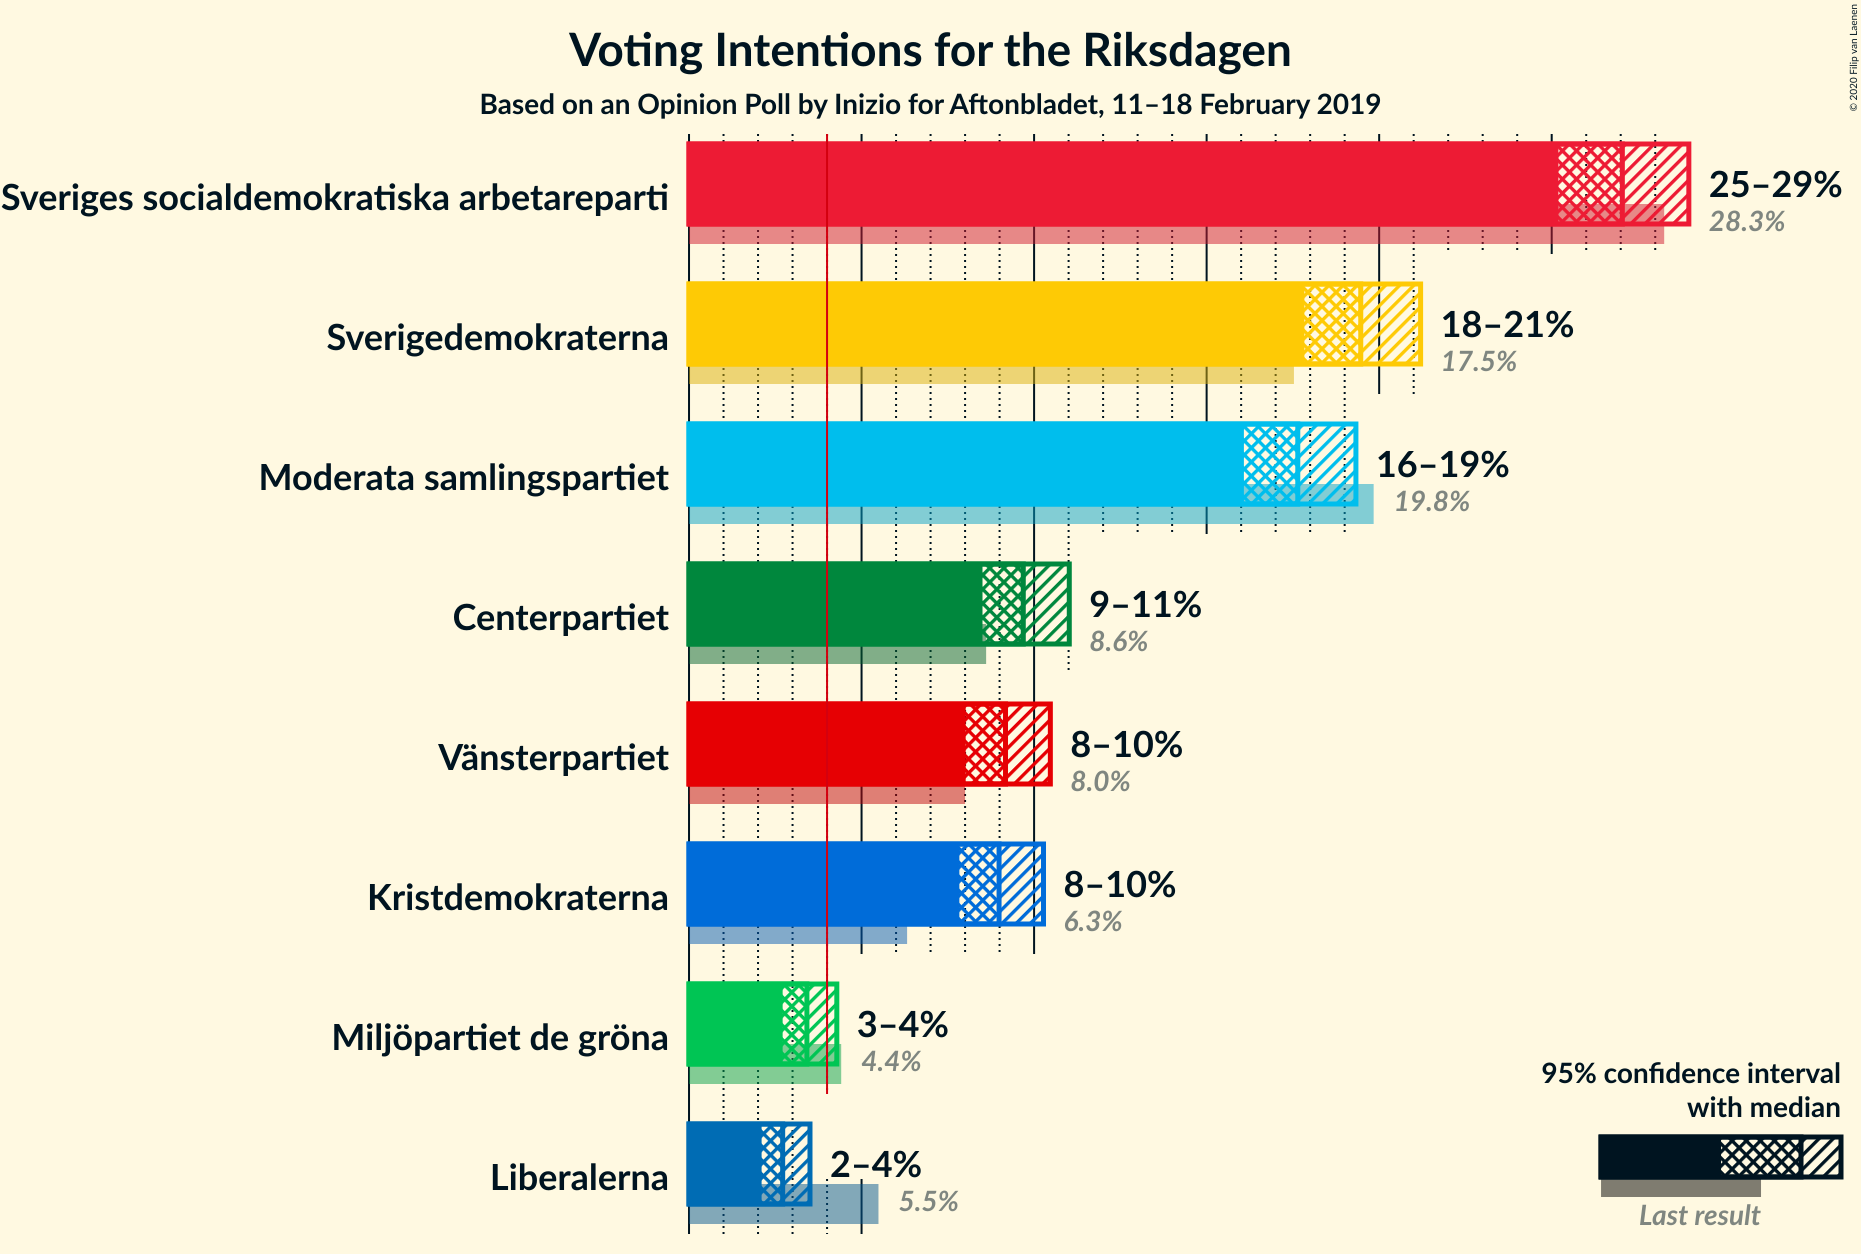 Voting Intentions for the Riksdagen
Based on an Opinion Poll by Inizio for Aftonbladet, 11–18 February 2019
© 2020 Filip van Laenen
Sveriges socialdemokratiska arbetareparti
25–29%
28.3%
Sverigedemokraterna
18–21%
17.5%
Moderata samlingspartiet
16–19%
19.8%
Centerpartiet
9–11%
8.6%
Vänsterpartiet
8–10%
8.0%
Kristdemokraterna
8–10%
6.3%
Miljöpartiet de gröna
3–4%
4.4%
Liberalerna
2–4%
5.5%
95% confidence interval
with median
Last result